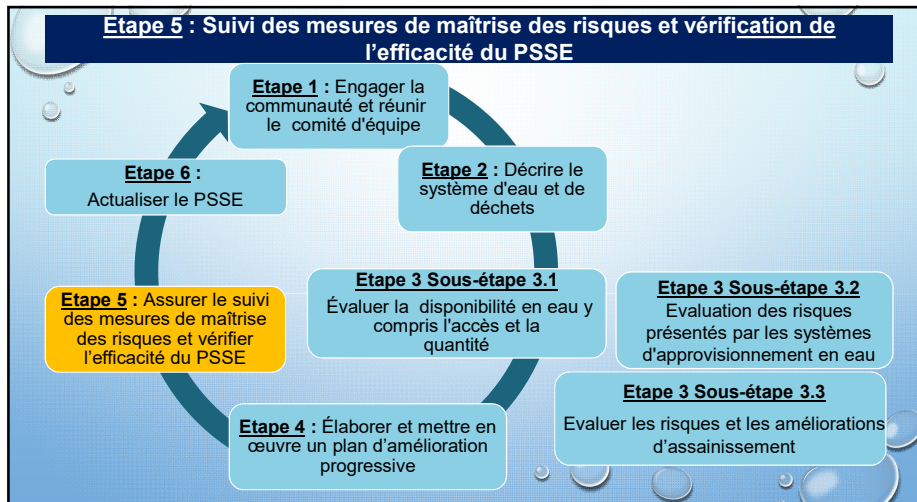 Etape 5 : Suivi des mesures de maîtrise des risques et vérification de
l'efficacité du PSSE
Etape 1 : Engager la
communauté et réunir
le comité d'équipe
Etape 2 : Décrire le
système d'eau et de
déchets
Etape 3 Sous-étape 3.1
Évaluer la disponibilité en eau y
compris l'accès et la
quantité
Etape 3 Sous-étape 3.2
Evaluation des risques
présentés par les systèmes
d'approvisionnement en eau
Etape 3 Sous-étape 3.3
Evaluer les risques et les améliorations
d'assainissement
Etape 4 : Élaborer et mettre en
œuvre un plan d'amélioration
progressive
Etape 5 : Assurer le suivi
des mesures de maîtrise
des risques et vérifier
l'efficacité du PSSE
Etape 6 :
Actualiser le PSSE